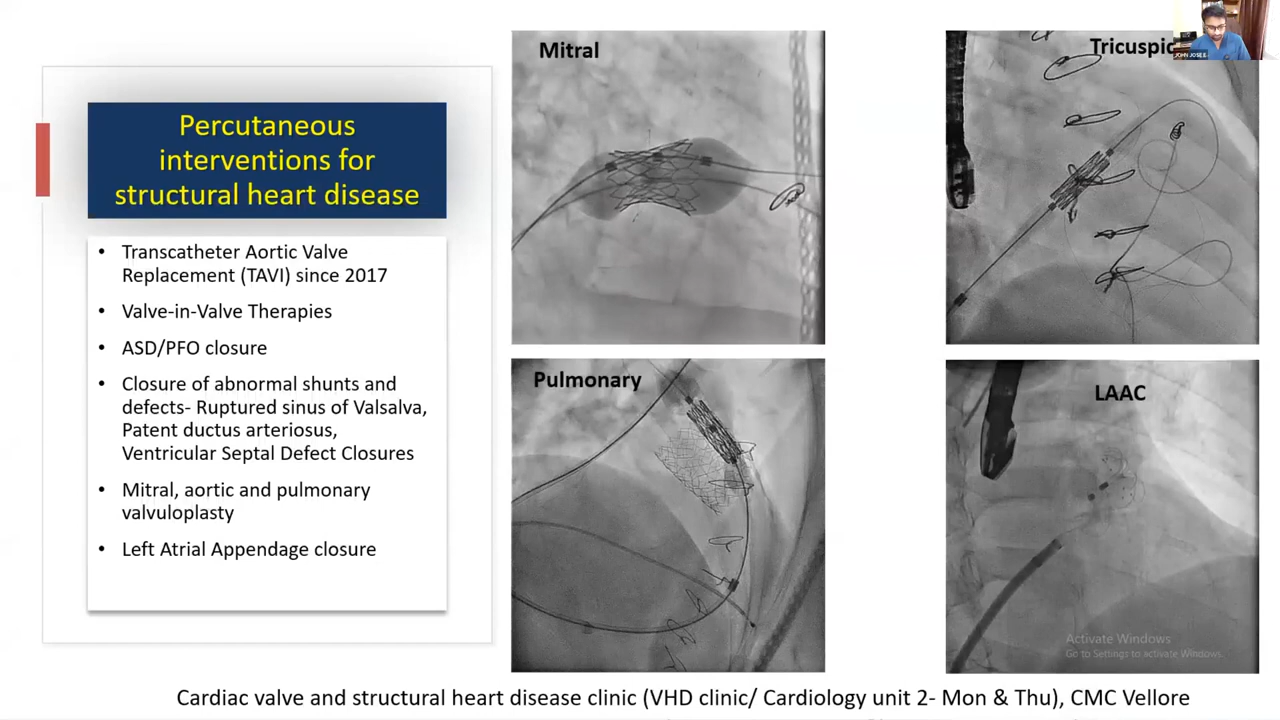 Percutaneous
interventions for
structural heart disease
• Transcatheter Aortic Valve
Replacement (TAVI) since 2017
• Valve-in-Valve Therapies
• ASD/PFO closure
• Closure of abnormal shunts and
defects- Ruptured sinus of Valsalva,
Patent ductus arteriosus,
Ventricular Septal Defect Closures
• Mitral, aortic and pulmonary
valvuloplasty
• Left Atrial Appendage closure
Mitral
Tricuspid
JOHN JOSE E
Pulmonary
LAAC
Activate Windows
Go to Settings to activate Windows.
Cardiac valve and structural heart disease clinic (VHD clinic/ Cardiology unit 2- Mon & Thu), CMC Vellore